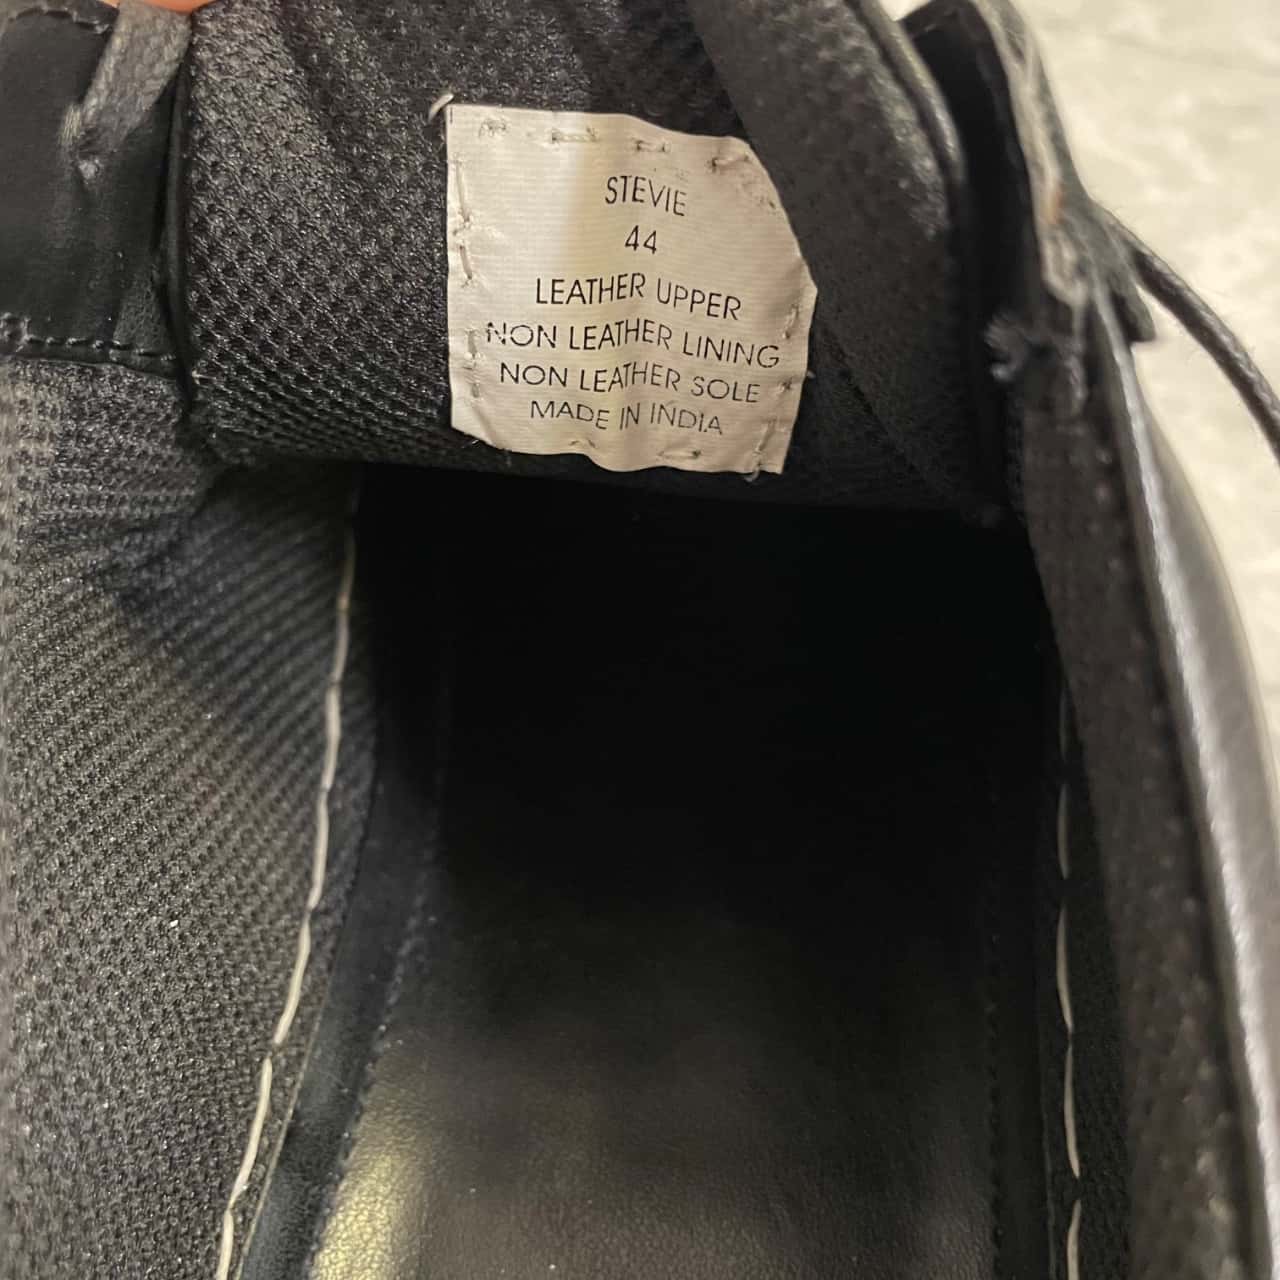 STEVIE
44
LEATHER UPPER
NON LEATHER LINING
NON LEATHER SOLE
MADE IN INDIA